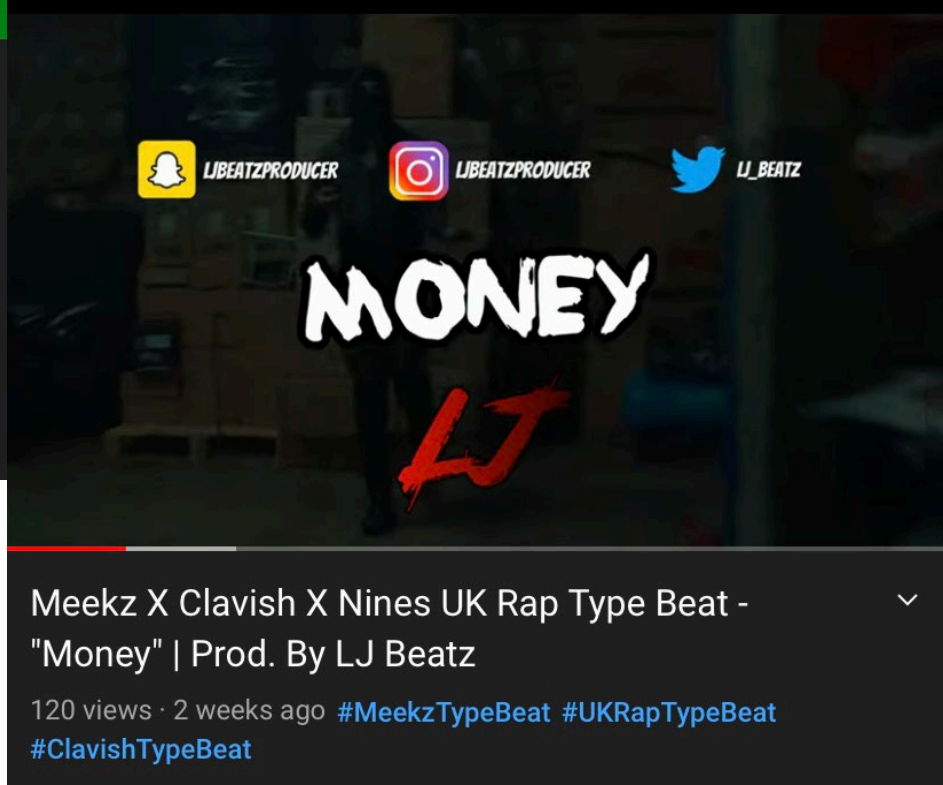 LJBEATZPRODUCER LJBEATZPRODUCER LJ_BEATZ
MONEY
LJ
Meekz X Clavish X Nines UK Rap Type Beat -
"Money" | Prod. By LJ Beatz
120 views · 2 weeks ago #MeekzTypeBeat #UKRapTypeBeat
#ClavishTypeBeat